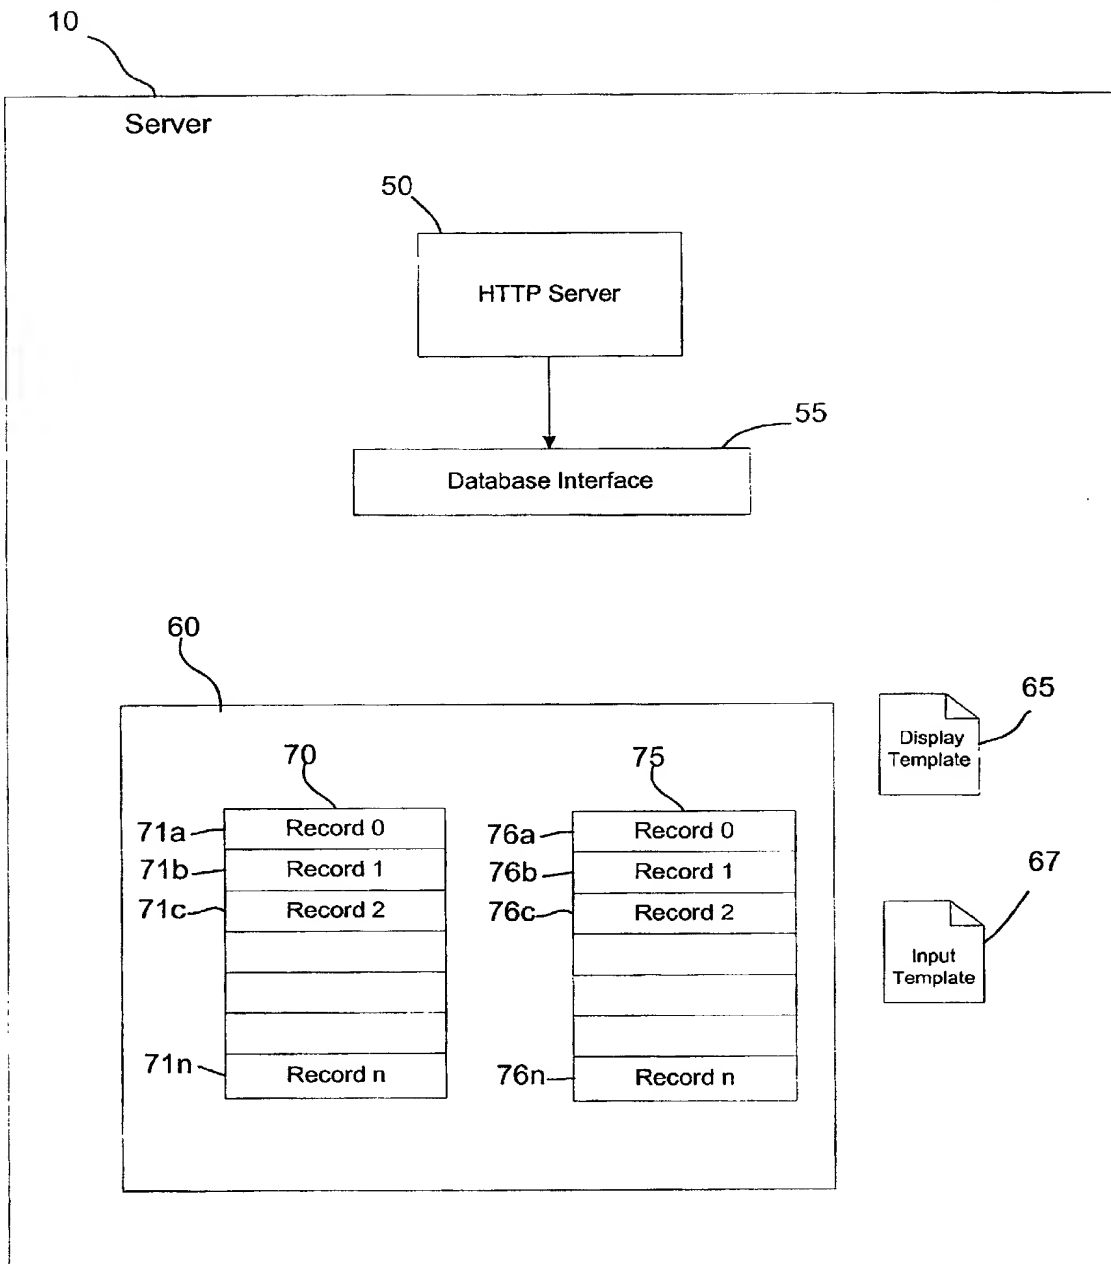 10
Server
50
HTTP Server
55
Database Interface
60
65
Display
Template
70
75
71a
Record 0
76a
Record 0
71b
Record 1
76b
Record 1
67
71c
Record 2
76c
Record 2
Input
Template
71n
Record n
76n
Record n